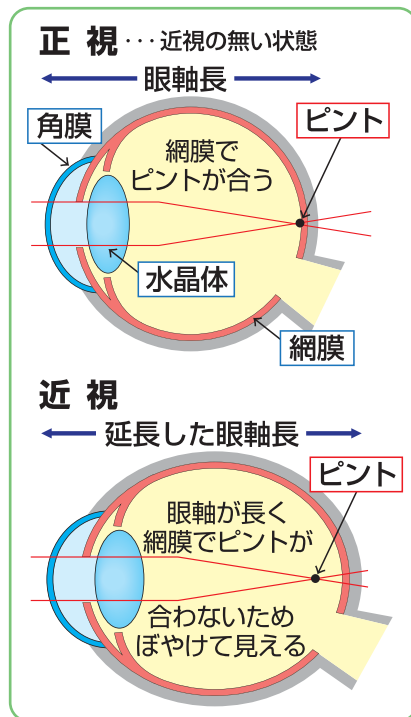 正視･･･近視の無い状態
眼軸長
角膜
ピント
網膜で
ピントが合う
水晶体
網膜
近視
延長した眼軸長
ピント
眼軸が長く
網膜でピントが
合わないため
ぼやけて見える